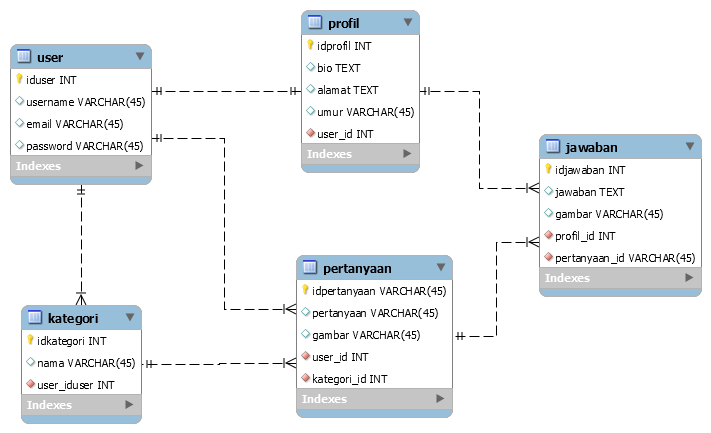 user
iduser INT
username VARCHAR(45)
email VARCHAR(45)
password VARCHAR(45)
Indexes
profil
idprofil INT
bio TEXT
alamat TEXT
umur VARCHAR(45)
user_id INT
Indexes
jawaban
idjawaban INT
jawaban TEXT
gambar VARCHAR(45)
profil_id INT
pertanyaan_id VARCHAR(45)
Indexes
kategori
idkategori INT
nama VARCHAR(45)
user_iduser INT
Indexes
pertanyaan
idpertanyaan VARCHAR(45)
pertanyaan VARCHAR(45)
gambar VARCHAR(45)
user_id INT
kategori_id INT
Indexes